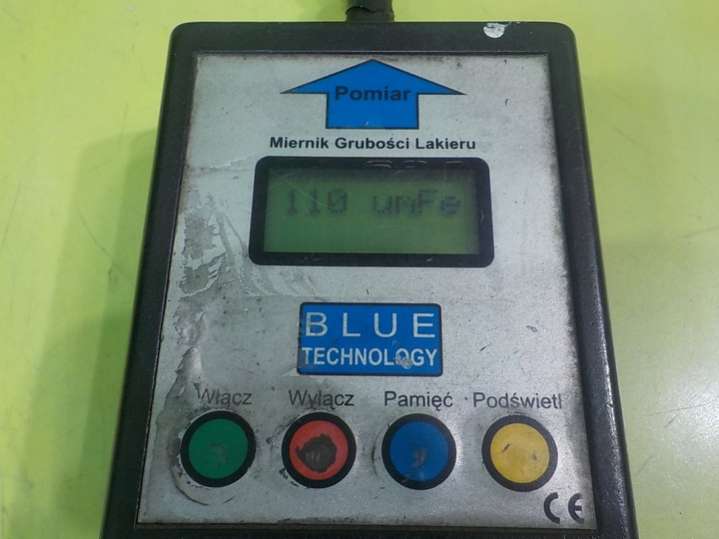 Pomiar
Miernik Grubości Lakieru
110 umFe
BLUE
TECHNOLOGY
Włącz Wyłącz Pamięć Podświetl
CE